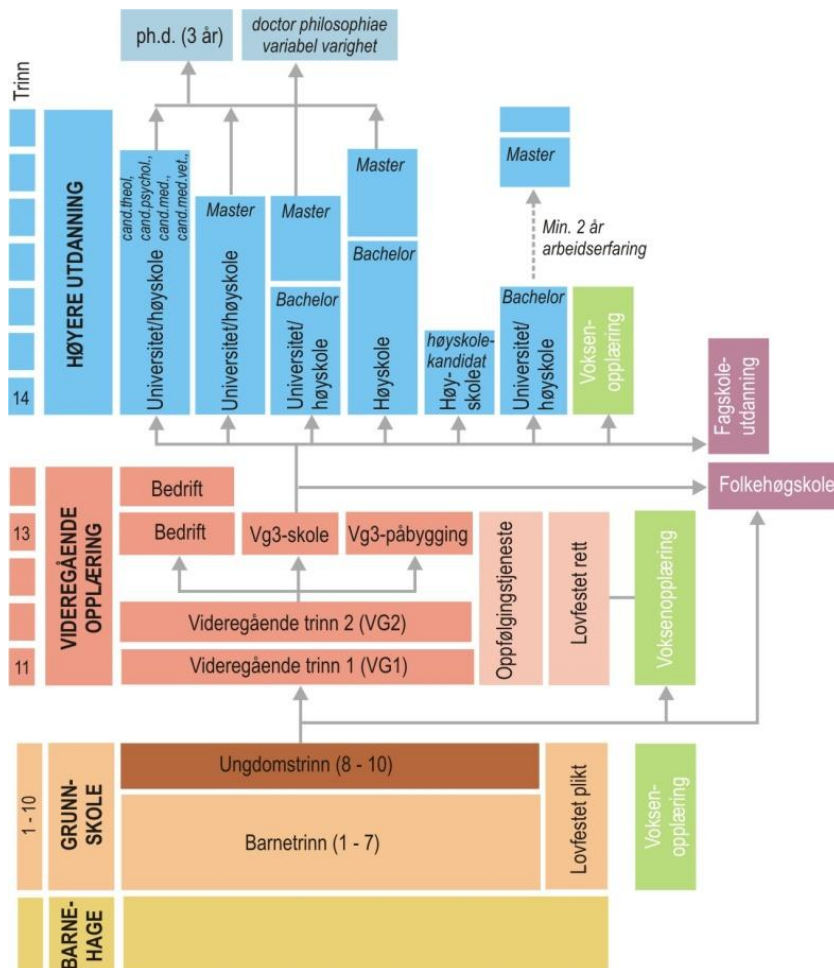 ph.d. (3 år)
doctor philosophiae
variabel varighet
Trinn
HØYERE UTDANNING
14
cand.theol,
cand.psychol.,
cand.med.,
cand.med.vet.,
Universitet/høyskole
Master
Universitet/høyskole
Master
Bachelor
Universitet/
høyskole
Master
Bachelor
Høyskole
høyskole-
kandidat
Høy-
skole
Master
Min. 2 år
arbeidserfaring
Bachelor
Universitet/
høyskole
Voksen-
opplæring
Fagskole-
utdanning
Folkehøgskole
13
11
VIDEREGÅENDE
OPPLÆRING
Bedrift
Bedrift
Vg3-skole
Vg3-påbygging
Videregående trinn 2 (VG2)
Videregående trinn 1 (VG1)
Oppfølgingstjeneste
Lovfestet rett
Voksenopplæring
1 - 10
GRUNN-
SKOLE
Ungdomstrinn (8 - 10)
Barnetrinn (1 - 7)
Lovfestet plikt
Voksen-
opplæring
BARNE-
HAGE